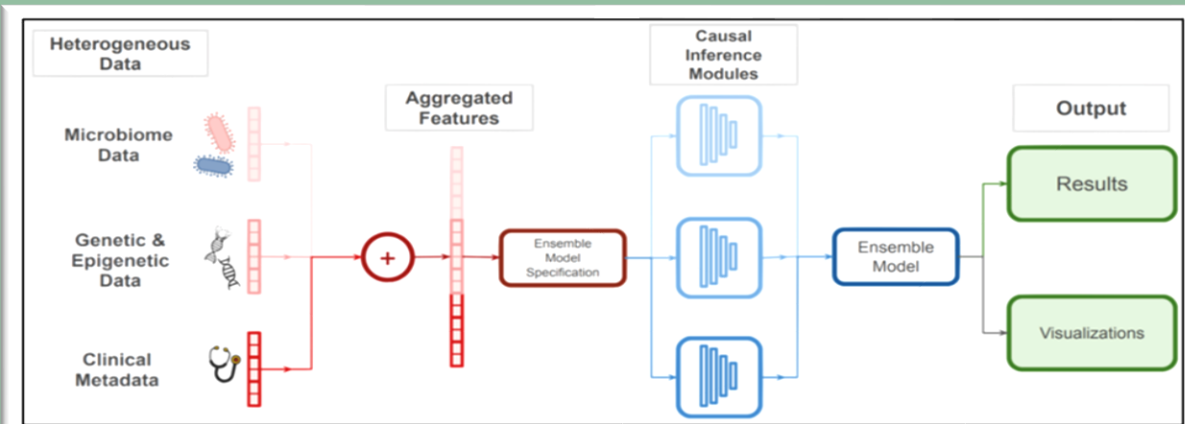 Heterogeneous
Data
Microbiome
Data
Genetic &
Epigenetic
Data
Clinical
Metadata
Aggregated
Features
+
Ensemble
Model
Specification
Causal
Inference
Modules
Ensemble
Model
Output
Results
Visualizations